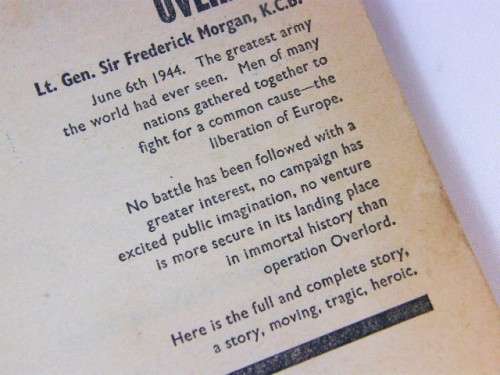 Lt. Gen. Sir Frederick Morgan, K.C.B.
June 6th 1944. The greatest army
the world had ever seen. Men of many
nations gathered together to
fight for a common cause—the
liberation of Europe.
No battle has been followed with a
greater interest, no campaign has
excited public imagination, no venture
is more secure in its landing place
in immortal history than
operation Overlord.
Here is the full and complete story,
a story, moving, tragic, heroic.